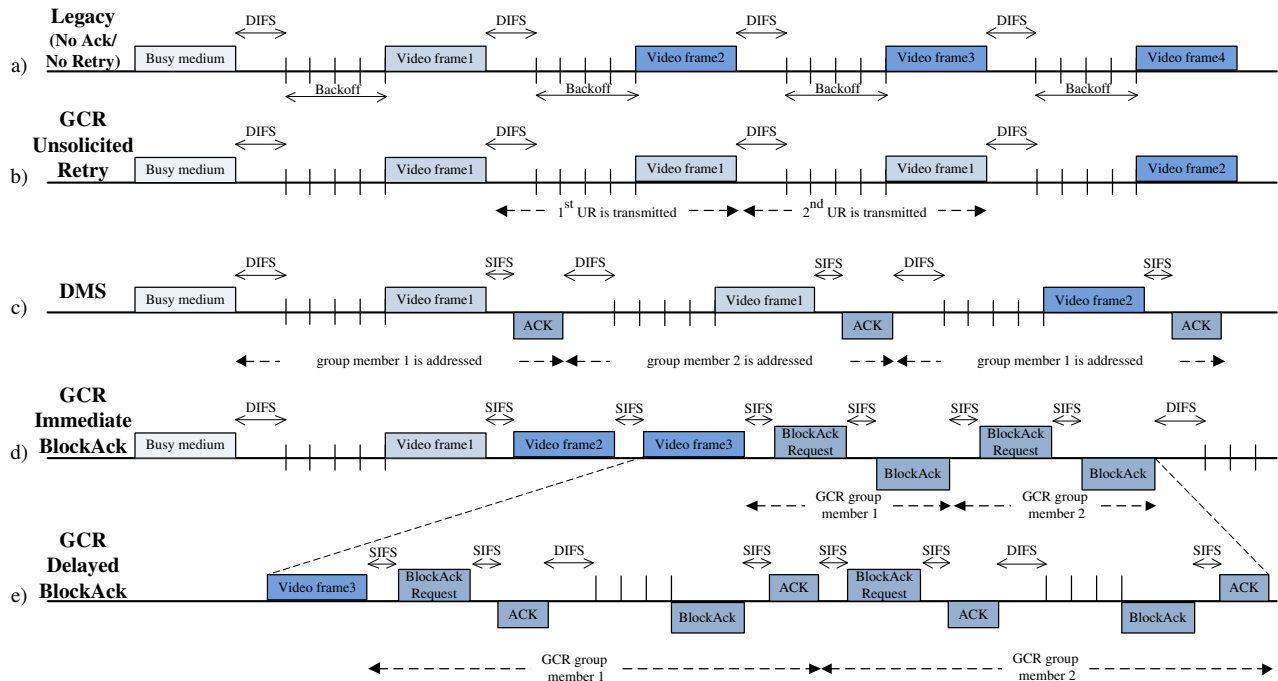 Legacy
(No Ack/
No Retry)
a)
DIFS DIFS DIFS DIFS
Busy medium Video frame1 Video frame2 Video frame3 Video frame4
Backoff Backoff Backoff Backoff
GCR
Unsolicited
Retry
b)
DIFS DIFS DIFS DIFS
Busy medium Video frame1 Video frame1 Video frame1 Video frame2
1st UR is transmitted 2nd UR is transmitted
DMS
c)
DIFS SIFS DIFS SIFS DIFS SIFS
Busy medium Video frame1 Video frame1 Video frame2
ACK ACK ACK
group member 1 is addressed group member 2 is addressed group member 1 is addressed
GCR
Immediate
BlockAck
d)
DIFS SIFS SIFS SIFS SIFS SIFS SIFS DIFS
Busy medium Video frame1 Video frame2 Video frame3
BlockAck
Request
BlockAck
BlockAck
Request
BlockAck
GCR group
member 1
GCR group
member 2
GCR
Delayed
BlockAck
e)
SIFS SIFS DIFS SIFS SIFS SIFS DIFS SIFS
Video frame3
BlockAck
Request
ACK
BlockAck
ACK
BlockAck
Request
ACK
BlockAck
ACK
GCR group
member 1
GCR group
member 2